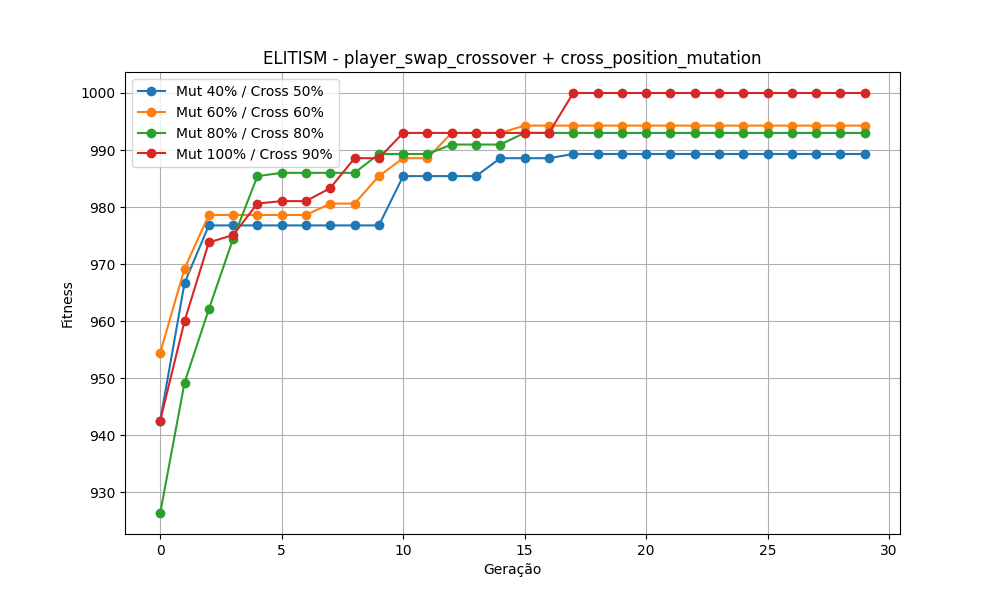 ELITISM - player_swap_crossover + cross_position_mutation
Mut 40% / Cross 50%
Mut 60% / Cross 60%
Mut 80% / Cross 80%
Mut 100% / Cross 90%
1000
990
980
970
960
950
940
930
Fitness
0 5 10 15 20 25 30
Geração